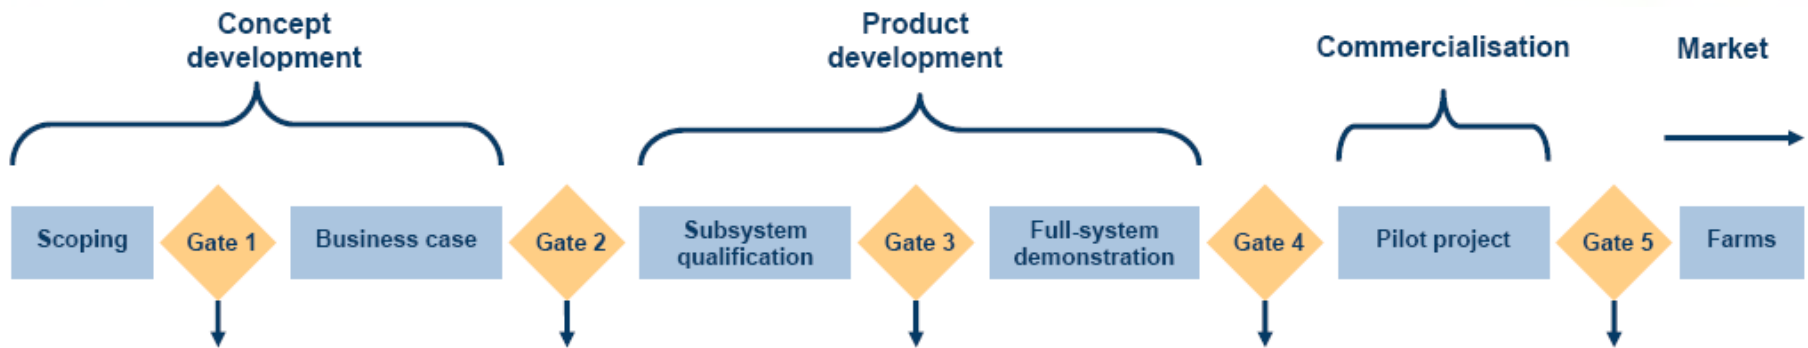 Concept
development
Product
development
Commercialisation
Market
Scoping
Gate 1
Business case
Gate 2
Subsystem
qualification
Gate 3
Full-system
demonstration
Gate 4
Pilot project
Gate 5
Farms